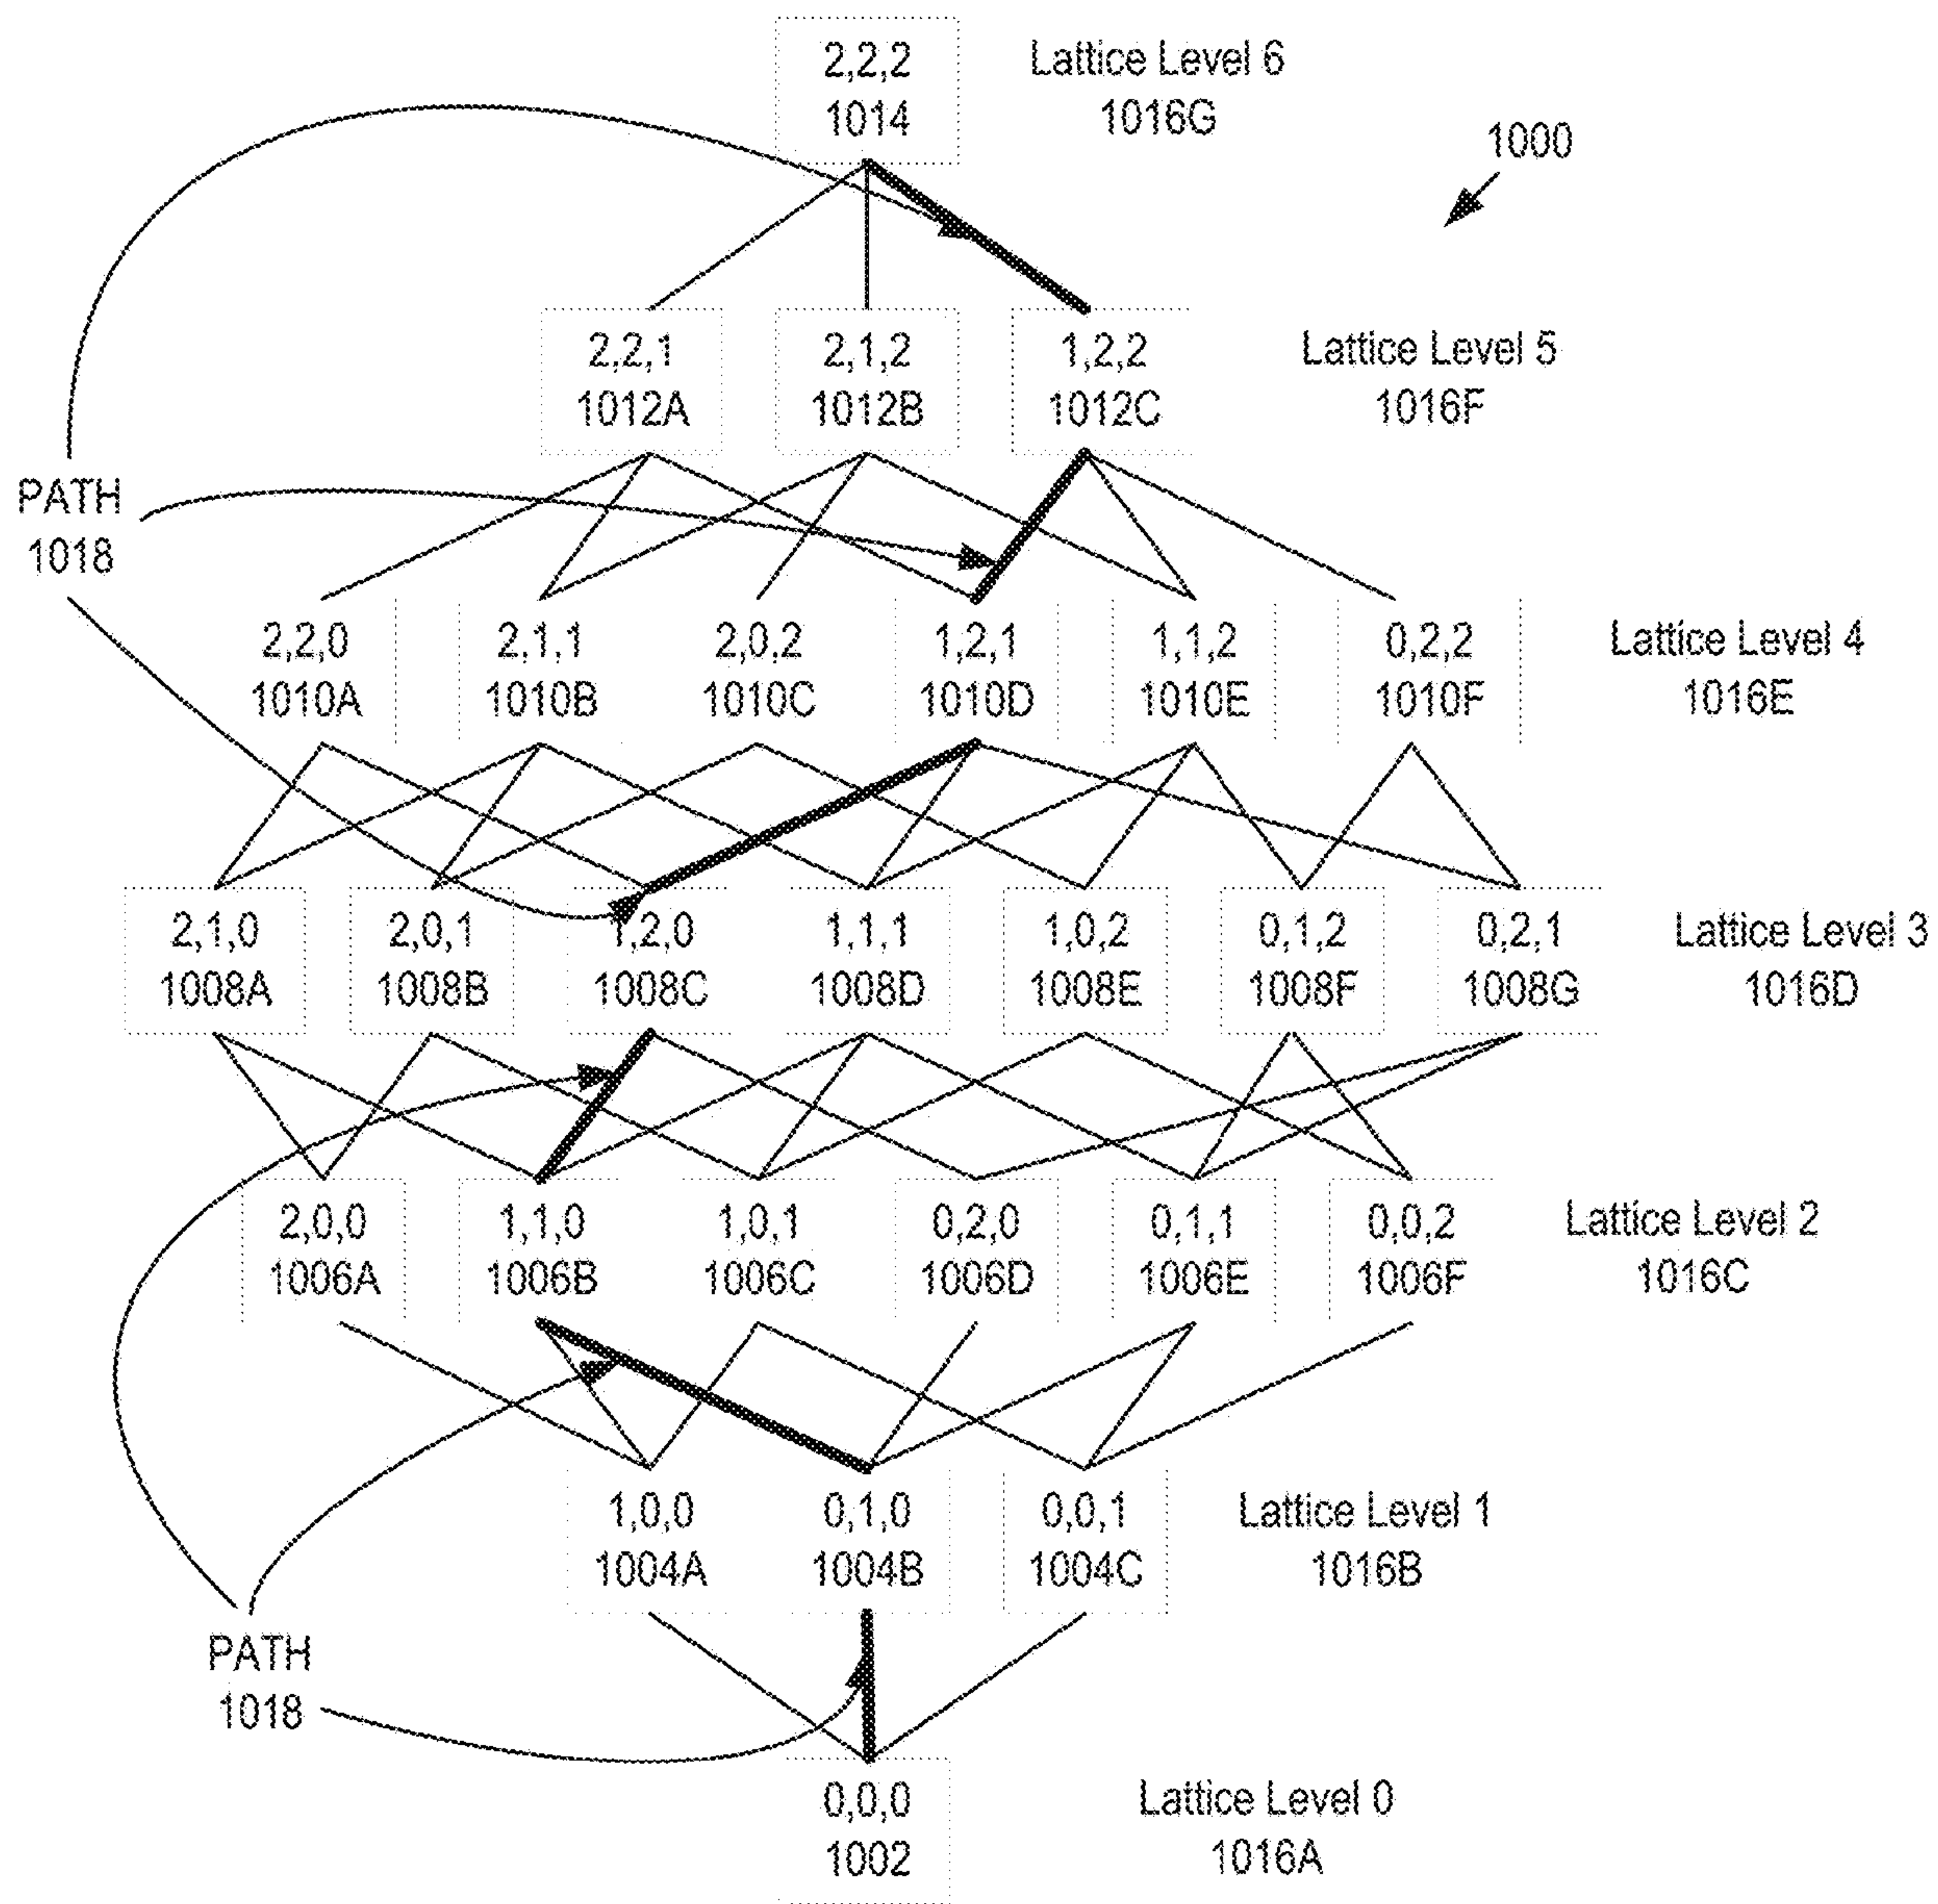 2,2,2
1014
Lattice Level 6
1016G
1000
2,2,1
1012A
2,1,2
1012B
1,2,2
1012C
Lattice Level 5
1016F
PATH
1018
2,2,0
1010A
2,1,1
1010B
2,0,2
1010C
1,2,1
1010D
1,1,2
1010E
0,2,2
1010F
Lattice Level 4
1016E
2,1,0
1008A
2,0,1
1008B
1,2,0
1008C
1,1,1
1008D
1,0,2
1008E
0,1,2
1008F
0,2,1
1008G
Lattice Level 3
1016D
2,0,0
1006A
1,1,0
1006B
1,0,1
1006C
0,2,0
1006D
0,1,1
1006E
0,0,2
1006F
Lattice Level 2
1016C
1,0,0
1004A
0,1,0
1004B
0,0,1
1004C
Lattice Level 1
1016B
PATH
1018
0,0,0
1002
Lattice Level 0
1016A